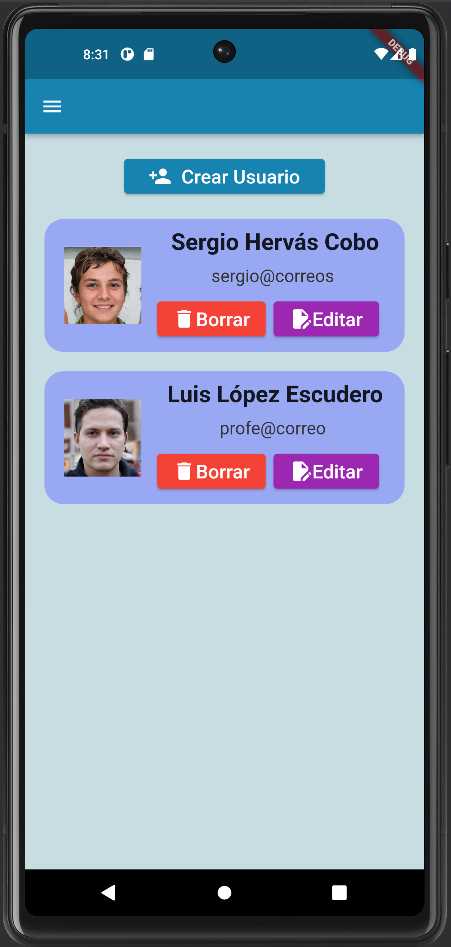 8:31
DEBUG
Crear Usuario
Sergio Hervás Cobo
sergio@correos
Borrar
Editar
Luis López Escudero
profe@correo
Borrar
Editar